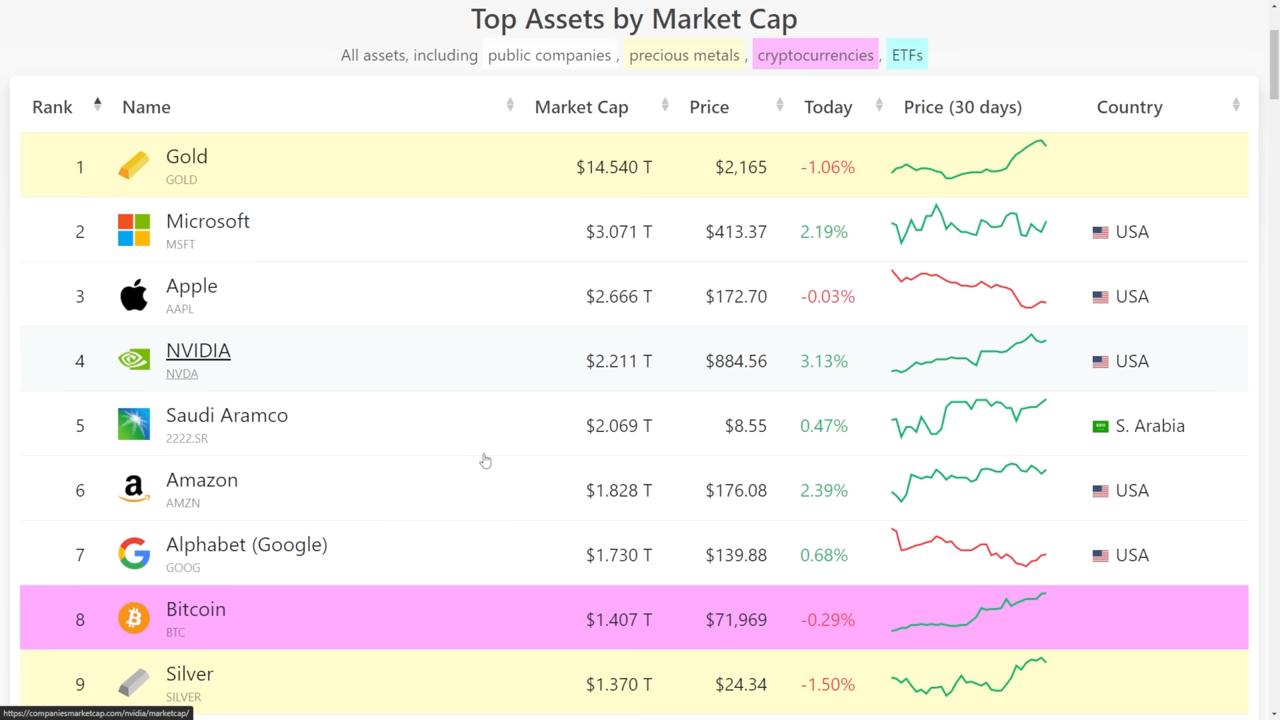 Top Assets by Market Cap
All assets, including public companies , precious metals , cryptocurrencies , ETFs
Rank Name Market Cap Price Today Price (30 days) Country
1 Gold $14.540 T $2,165 -1.06%
GOLD
2 Microsoft $3.071 T $413.37 2.19% USA
MSFT
3 Apple $2.666 T $172.70 -0.03% USA
AAPL
4 NVIDIA $2.211 T $884.56 3.13% USA
NVDA
5 Saudi Aramco $2.069 T $8.55 0.47% S. Arabia
2222.SR
6 Amazon $1.828 T $176.08 2.39% USA
AMZN
7 Alphabet (Google) $1.730 T $139.88 0.68% USA
GOOG
8 Bitcoin $1.407 T $71,969 -0.29%
BTC
9 Silver $1.370 T $24.34 -1.50%
SILVER
https://companiesmarketcap.com/nvidia/marketcap/